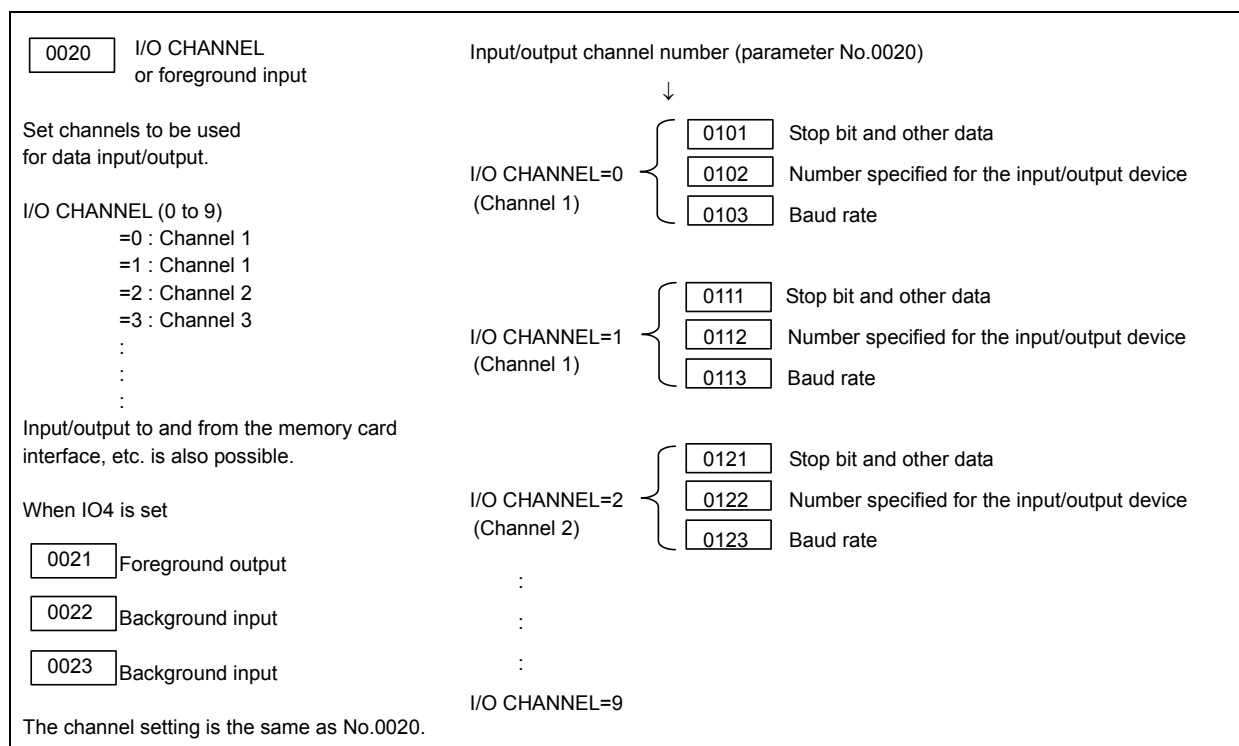 0020 I/O CHANNEL
or foreground input
Set channels to be used
for data input/output.
I/O CHANNEL (0 to 9)
=0 : Channel 1
=1 : Channel 1
=2 : Channel 2
=3 : Channel 3
:
:
:
Input/output to and from the memory card
interface, etc. is also possible.
When IO4 is set
0021 Foreground output
0022 Background input
0023 Background input
The channel setting is the same as No.0020.
Input/output channel number (parameter No.0020)
↓
0101 Stop bit and other data
I/O CHANNEL=0 0102 Number specified for the input/output device
(Channel 1)
0103 Baud rate
0111 Stop bit and other data
I/O CHANNEL=1 0112 Number specified for the input/output device
(Channel 1)
0113 Baud rate
0121 Stop bit and other data
I/O CHANNEL=2 0122 Number specified for the input/output device
(Channel 2)
0123 Baud rate
:
:
:
I/O CHANNEL=9